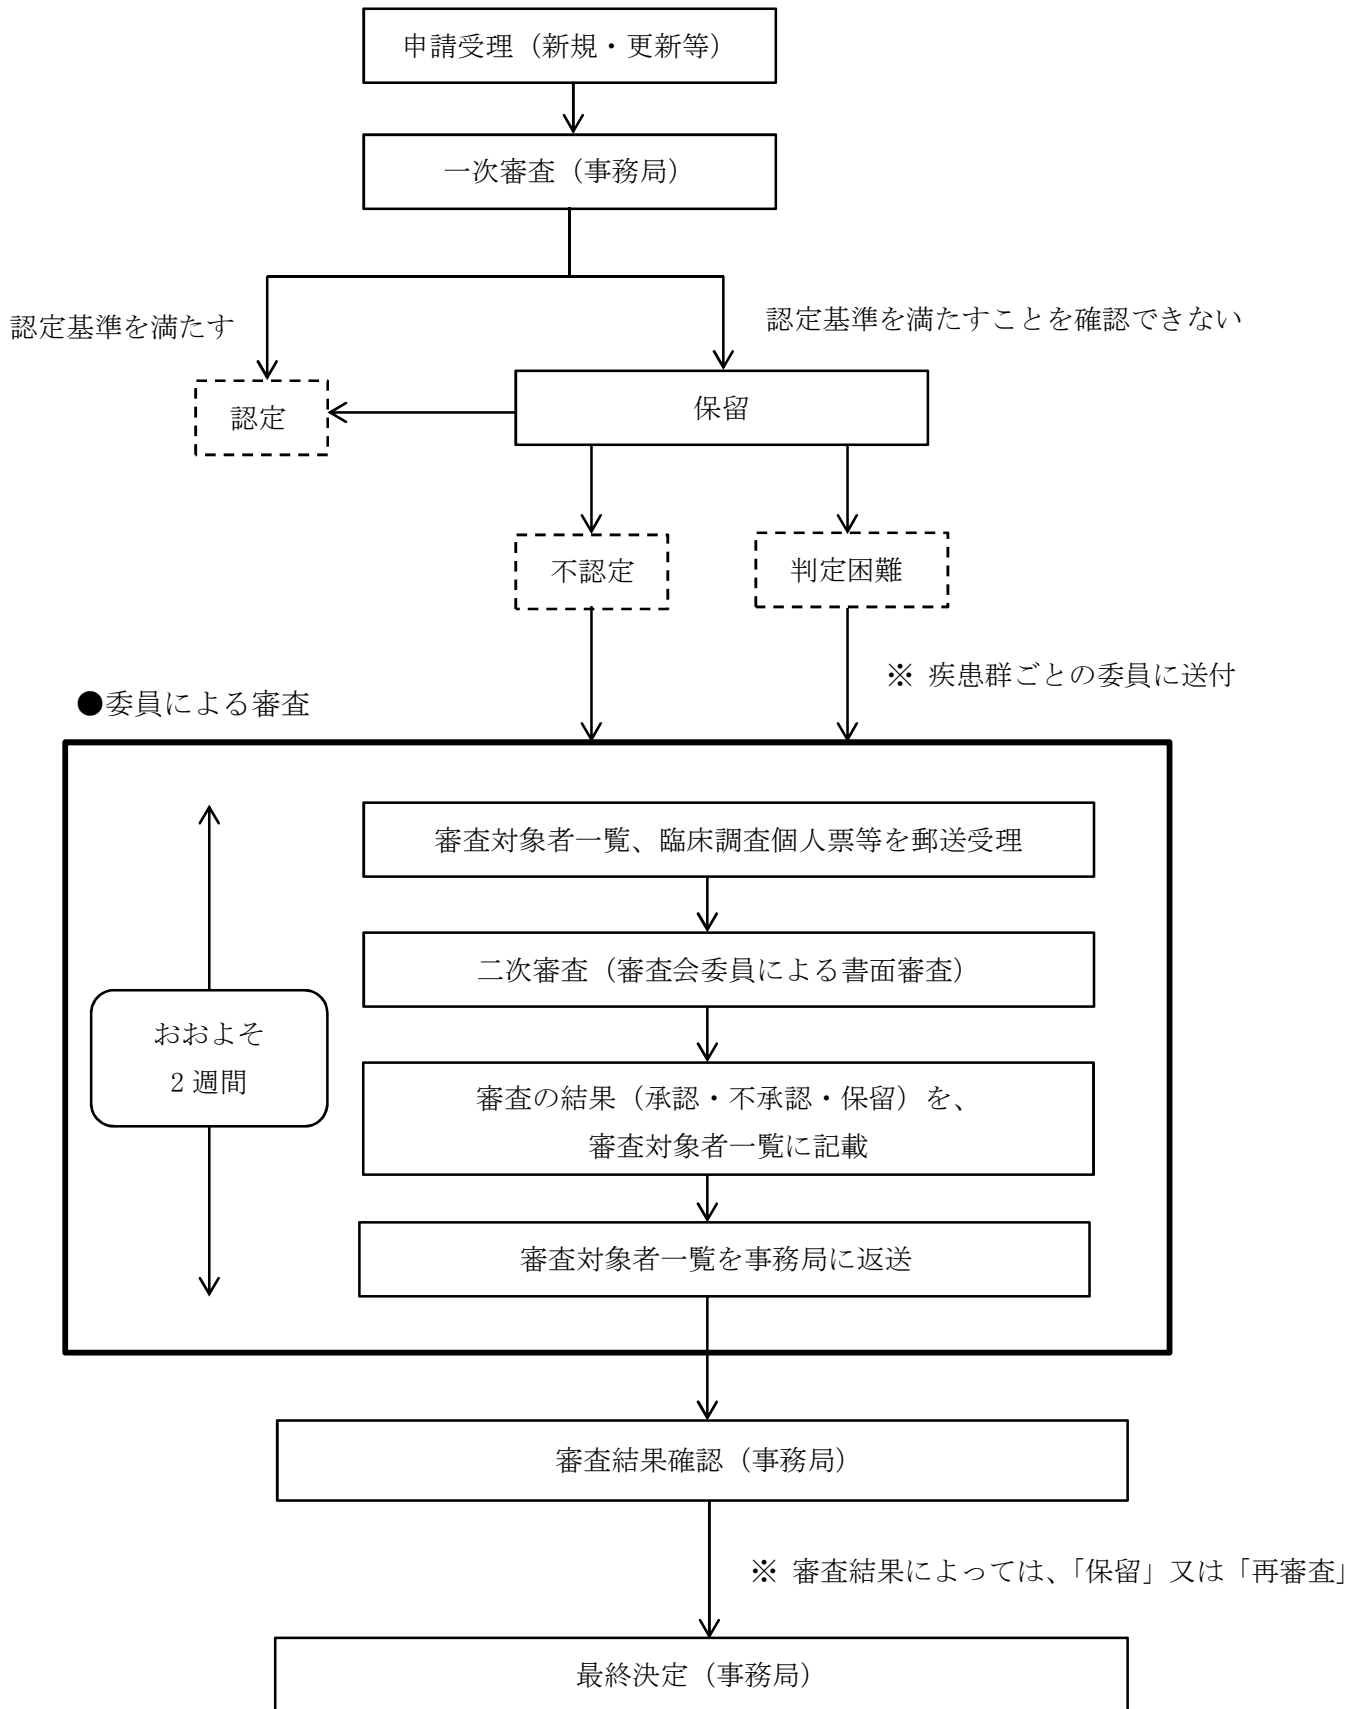 申請受理（新規・更新等）
一次審査（事務局）
認定基準を満たす
認定基準を満たすことを確認できない
認定
保留
不認定
判定困難
※ 疾患群ごとの委員に送付
●委員による審査
審査対象者一覧、臨床調査個人票等を郵送受理
二次審査（審査会委員による書面審査）
おおよそ
2 週間
審査の結果（承認・不承認・保留）を、
審査対象者一覧に記載
審査対象者一覧を事務局に返送
審査結果確認（事務局）
※ 審査結果によっては、「保留」又は「再審査」
最終決定（事務局）